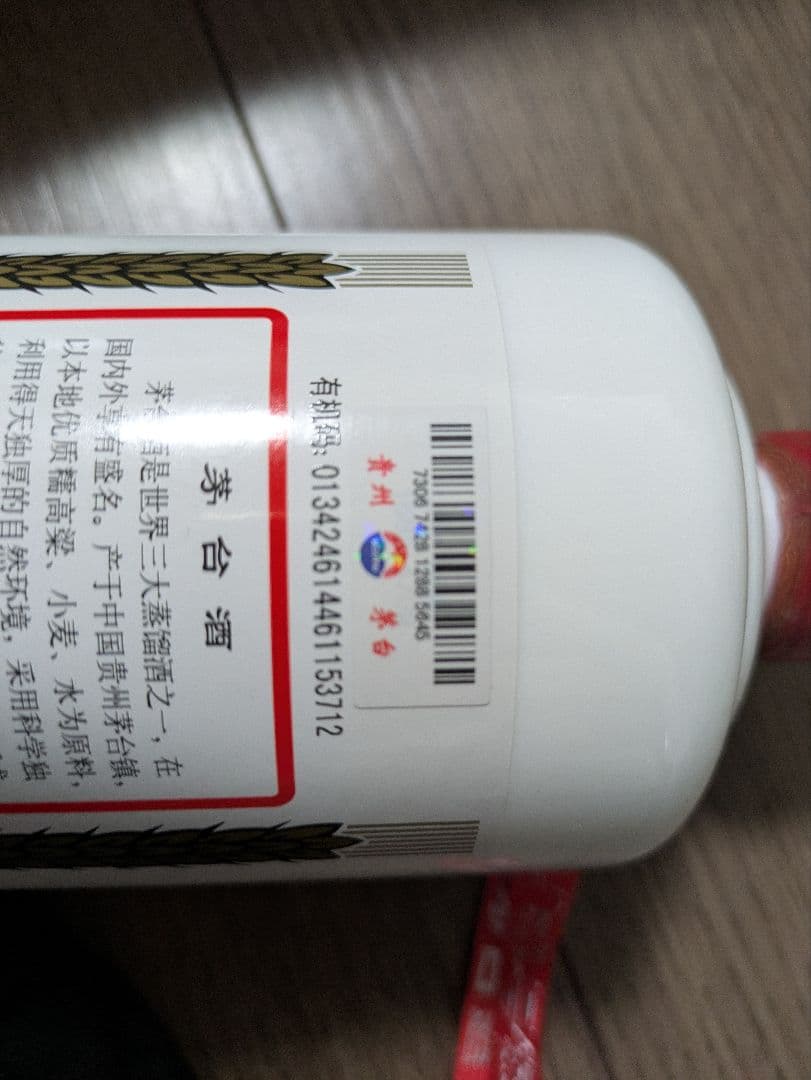 7306 7428 1288 5645
贵州 茅台
有机码: 01342461446115371​2
茅台酒
茅台酒是世界三大蒸馏酒之一，在
国内外享有盛名。产于中国贵州茅台镇，
以本地优质糯高粱、小麦、水为原料，
利用得天独厚的自然环境，采用科学独